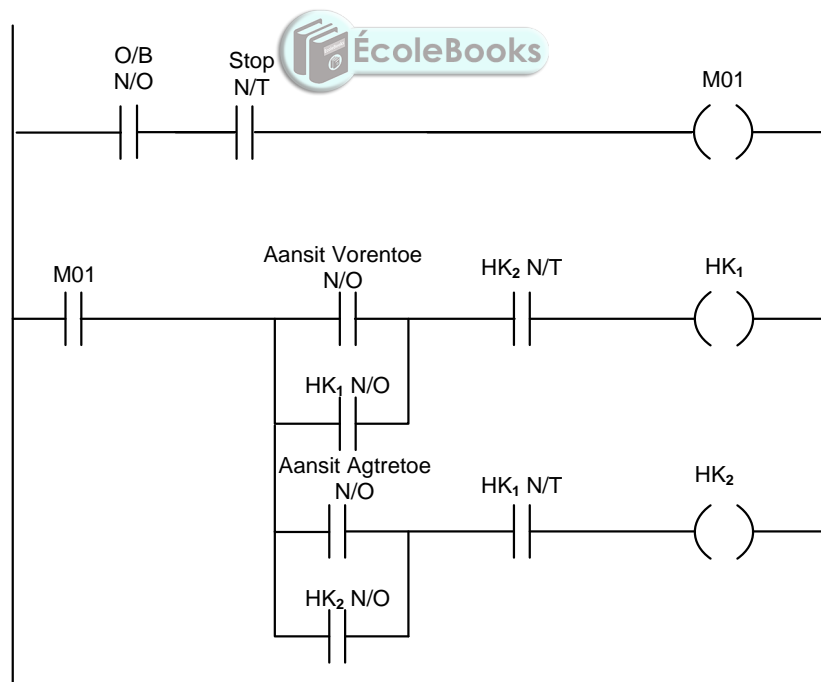 ÉcoleBooks
O/B
N/O
Stop
N/T
M01
M01
Aansit Vorentoe
N/O
HK₂ N/T
HK₁
HK₁ N/O
Aansit Agtretoe
N/O
HK₁ N/T
HK₂
HK₂ N/O